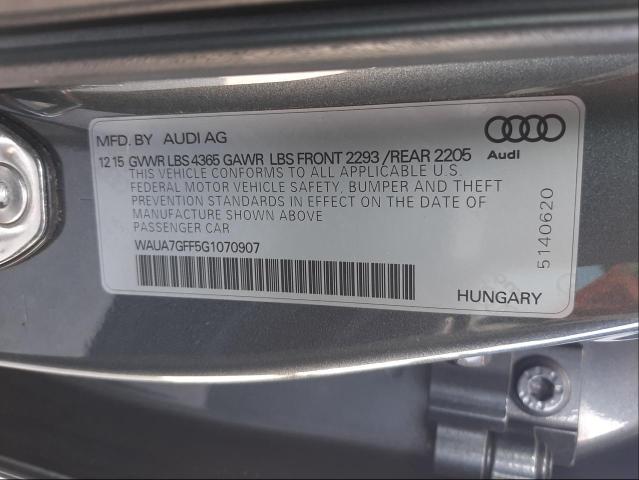 MFD. BY AUDI AG
12 15 GVWR LBS 4365 GAWR LBS FRONT 2293 /REAR 2205
THIS VEHICLE CONFORMS TO ALL APPLICABLE U.S.
FEDERAL MOTOR VEHICLE SAFETY, BUMPER AND THEFT
PREVENTION STANDARDS IN EFFECT ON THE DATE OF
MANUFACTURE SHOWN ABOVE
PASSENGER CAR
WAUA7GFF5G1070907
Audi
5140620
HUNGARY